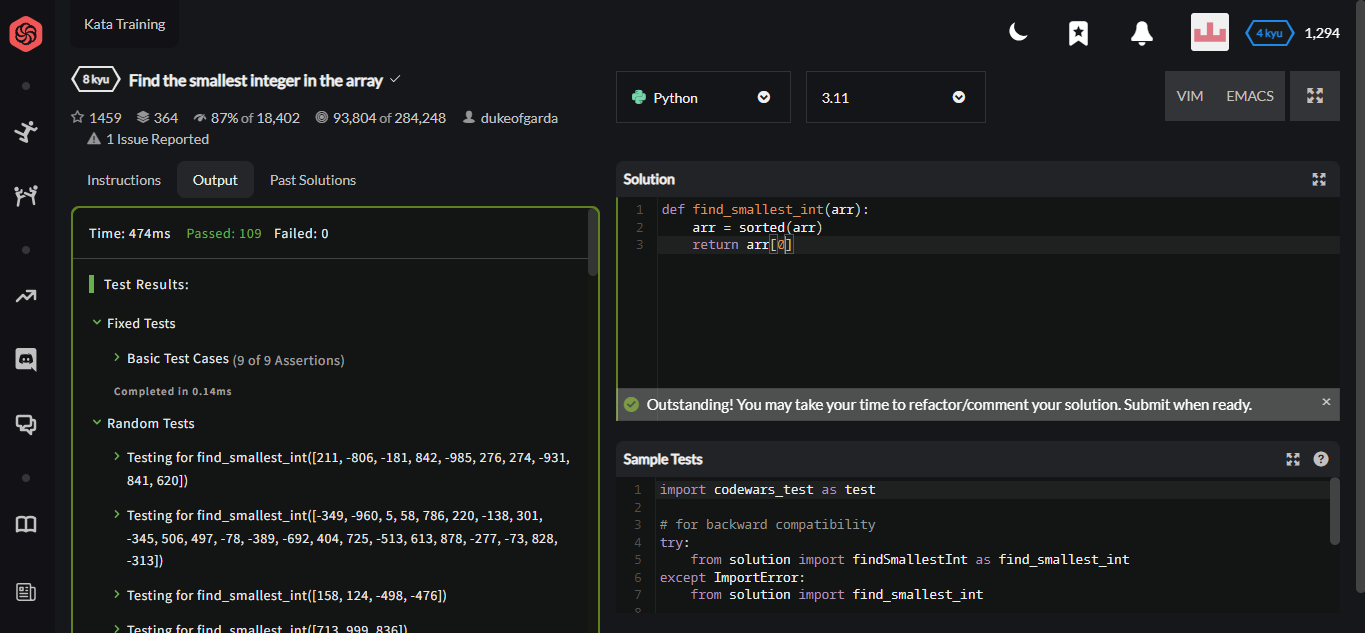 Kata Training
4 kyu 1,294
8 kyu Find the smallest integer in the array
1459 364 87% of 18,402 93,804 of 284,248 dukeofgarda
1 Issue Reported
Instructions Output Past Solutions
Time: 474ms Passed: 109 Failed: 0
Test Results:
Fixed Tests
Basic Test Cases (9 of 9 Assertions)
Completed in 0.14ms
Random Tests
Testing for find_smallest_int([211, -806, -181, 842, -985, 276, 274, -931,
841, 620])
Testing for find_smallest_int([-349, -960, 5, 58, 786, 220, -138, 301,
-345, 506, 497, -78, -389, -692, 404, 725, -513, 613, 878, -277, -73, 828,
-313])
Testing for find_smallest_int([158, 124, -498, -476])
Testing for find_smallest_int([713, 999, 836])
Python 3.11 VIM EMACS
Solution
1 def find_smallest_int(arr):
2 arr = sorted(arr)
3 return arr[0]
Outstanding! You may take your time to refactor/comment your solution. Submit when ready.
Sample Tests
1 import codewars_test as test
2
3 # for backward compatibility
4 try:
5 from solution import findSmallestInt as find_smallest_int
6 except ImportError:
7 from solution import find_smallest_int
8